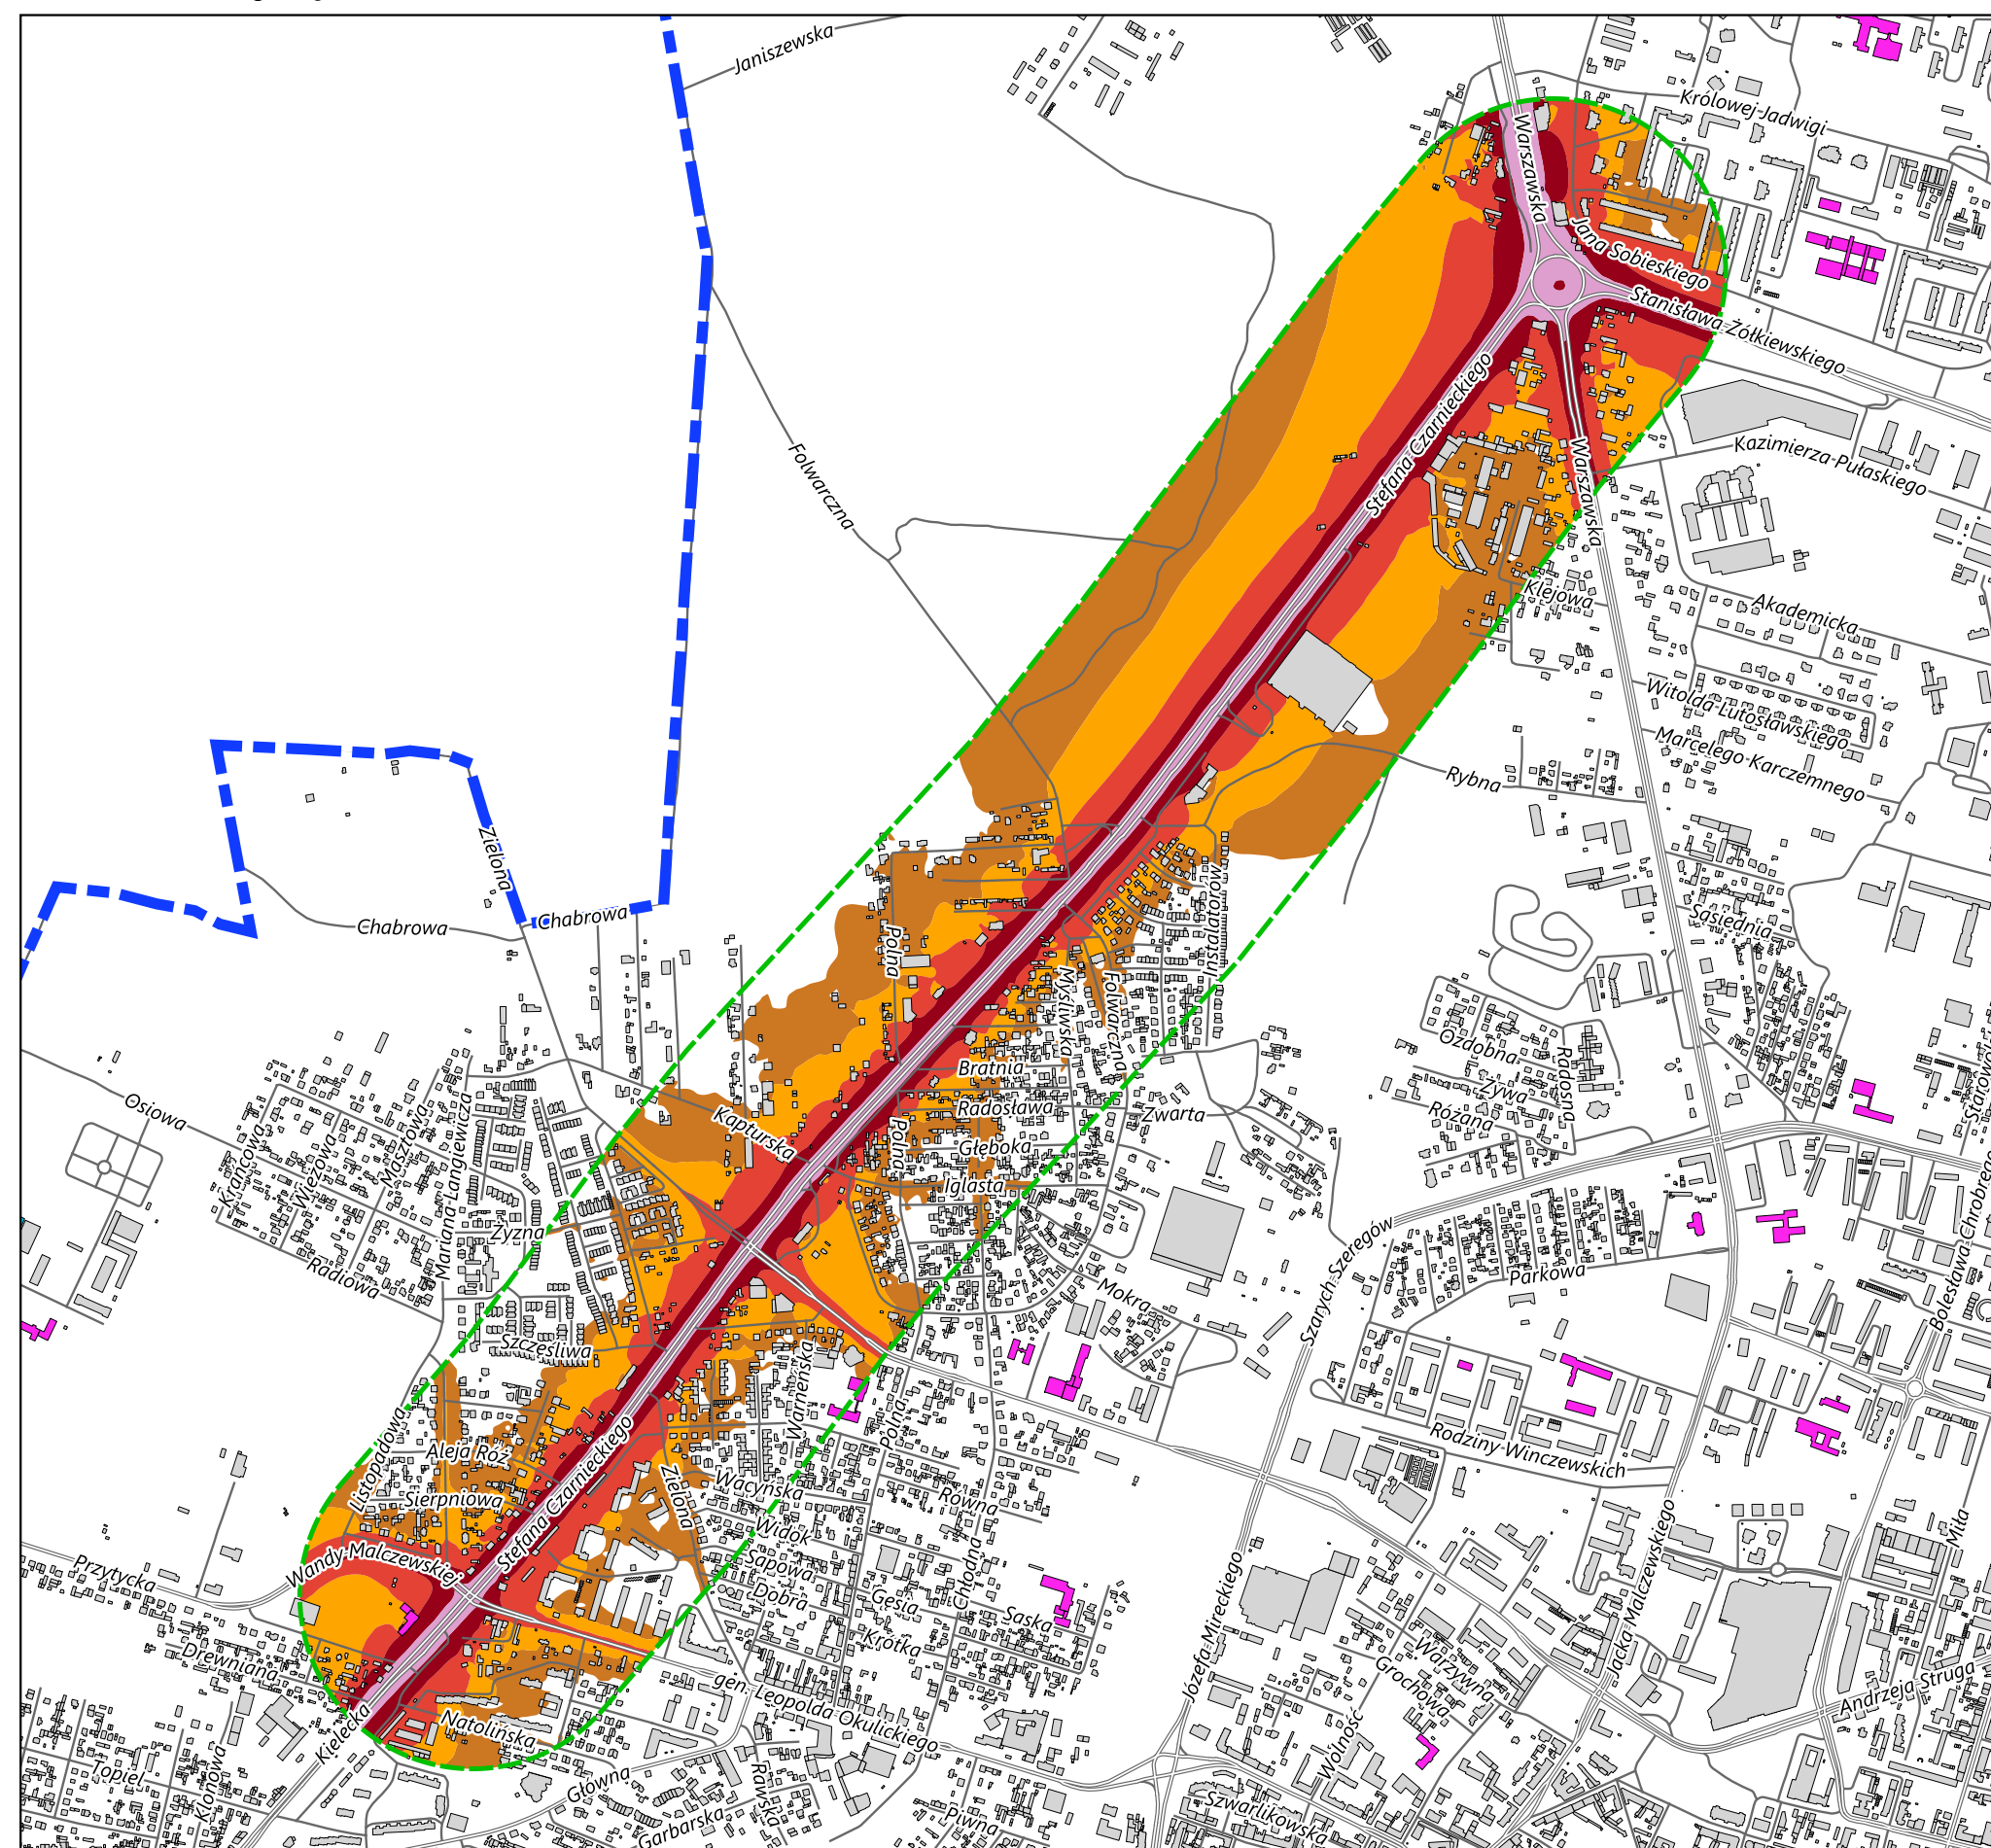 Janiszewska
Królowej Jadwigi
Warszawska
Jana Sobieskiego
Stanisława Żółkiewskiego
Stefana Czarnieckiego
Folwarczna
Kazimierza Pułaskiego
Warszawska
Klejowa
Akademicka
Witolda Lutosławskiego
Marcelego Karczemnego
Rybna
Zielona
Chabrowa
Chabrowa
Instalatorów
Sąsiednia
Polna
Myśliwska
Folwarczna
Ozdobna
Radosna
Żywa
Różana
Bratnia
Radosława
Zwarta
Głęboka
Iglasta
Polna
Kapturska
Osiowa
Krańcowa
Wieżowa
Masztowa
Mariana Langiewicza
Żyzna
Radiowa
Szczęśliwa
Mokra
Szarych Szeregów
Parkowa
Bolesława Chrobrego
Warneńska
Polna
Listopadowa
Aleja Róż
Sierpniowa
Stefana Czarnieckiego
Zielona
Wacyńska
Równa
Rodziny Winczewskich
Widok
Sapowa
Dobra
Gęsia
Chłodna
Saska
Krótka
Józefa Mireckiego
Jacka Malczewskiego
Miła
Przytycka
Wandy Malczewskiej
Drewniana
gen. Leopolda Okulickiego
Warzywna
Grochowa
Wolność
Andrzeja Struga
Kielecka
Natolińska
Topiel
Klonowa
Główna
Garbarska
Rawska
Piwna
Szwarlikowska